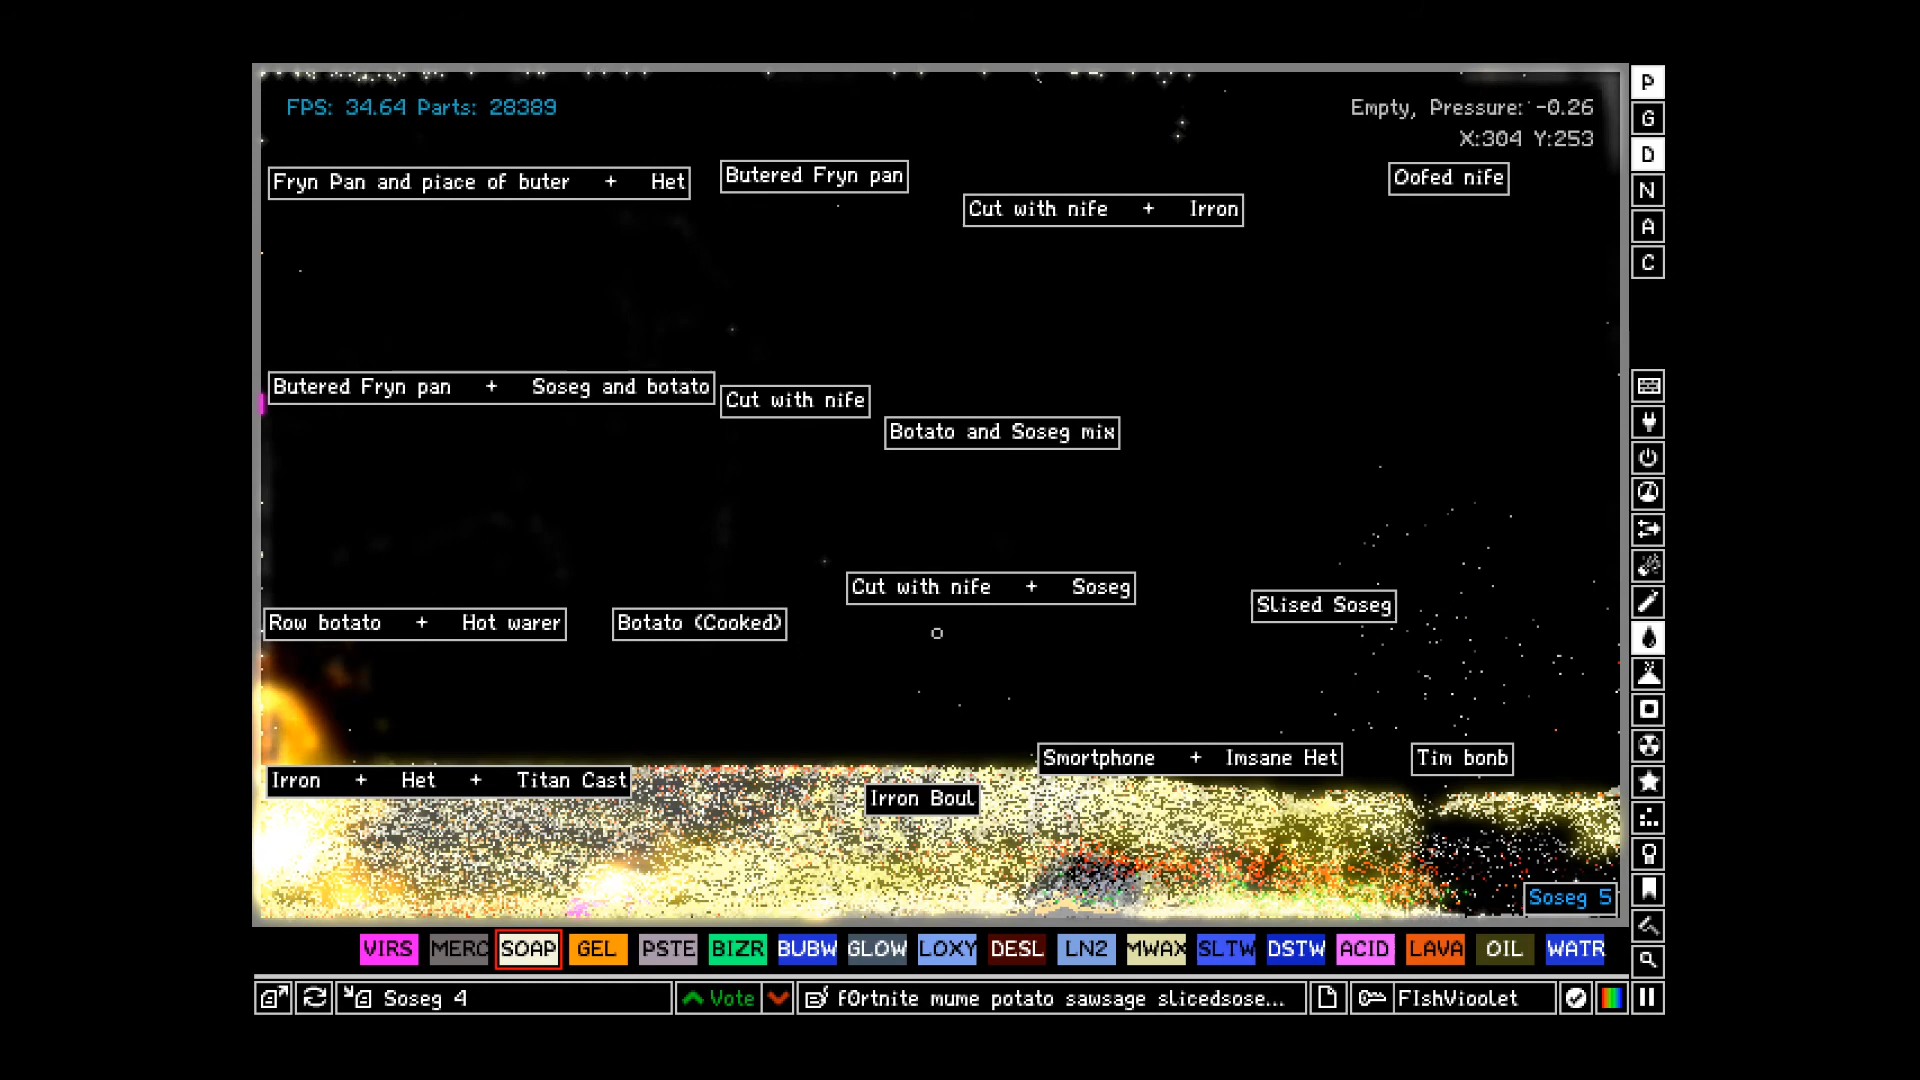 FPS: 34.64 Parts: 28389
Empty, Pressure: -0.26
X:304 Y:253
Fryn Pan and piace of buter + Het
Butered Fryn pan
Cut with nife + Irron
Oofed nife
Butered Fryn pan + Soseg and botato
Cut with nife
Botato and Soseg mix
Cut with nife + Soseg
Slised Soseg
Row botato + Hot warer
Botato (Cooked)
Smortphone + Imsane Het
Tim bonb
Irron + Het + Titan Cast
Irron Boul
Soseg 5
P
G
D
N
A
C
VIRS MERC SOAP GEL PSTE BIZR BUBW GLOW LOXY DESL LN2 MWAX SLTW DSTW ACID LAVA OIL WATR
Soseg 4 Vote f0rtnite mume potato sawsage slicedsose... FIshViooLet